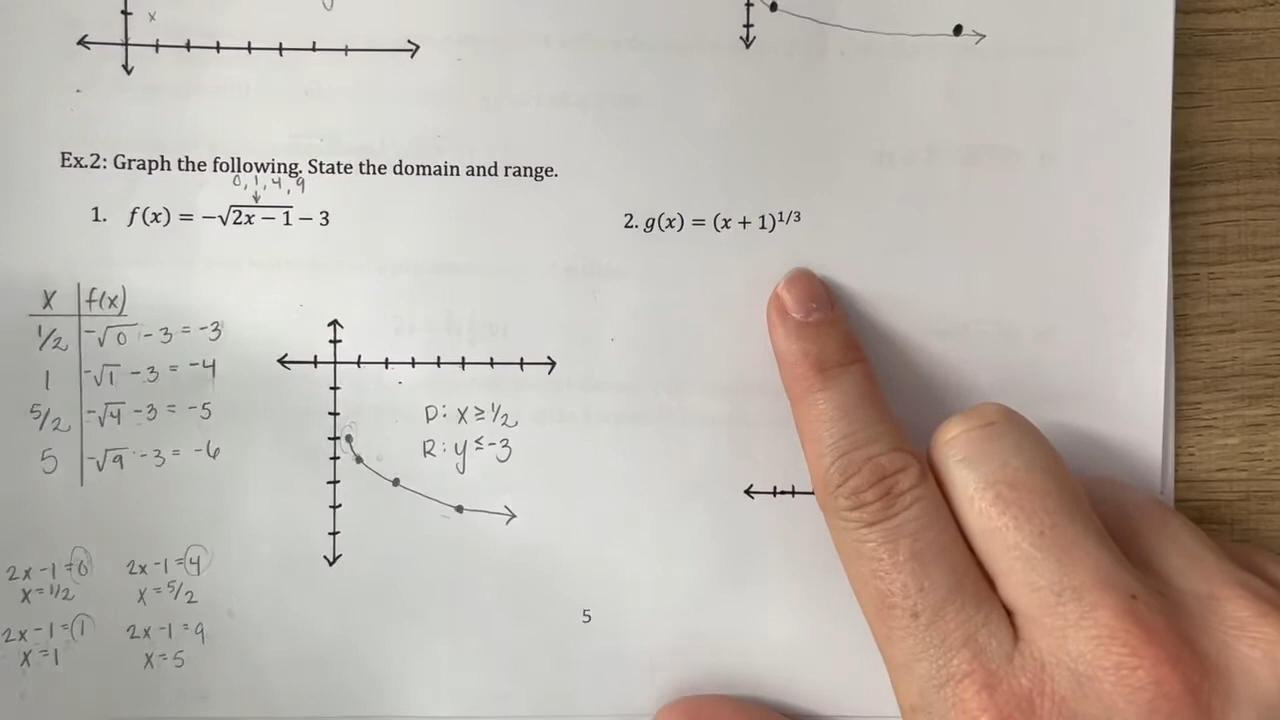 x
Ex.2: Graph the following. State the domain and range.
0, 1, 4, 9
1. f(x) = −√2x − 1 − 3
2. g(x) = (x + 1)^1/3
x | f(x)
1/2 | -√0 - 3 = -3
1 | -√1 - 3 = -4
5/2 | -√4 - 3 = -5
5 | -√9 - 3 = -6
D: x ≥ 1/2
R: y ≤ -3
2x - 1 = 0
x = 1/2
2x - 1 = 4
x = 5/2
2x - 1 = 1
x = 1
2x - 1 = 9
x = 5
5